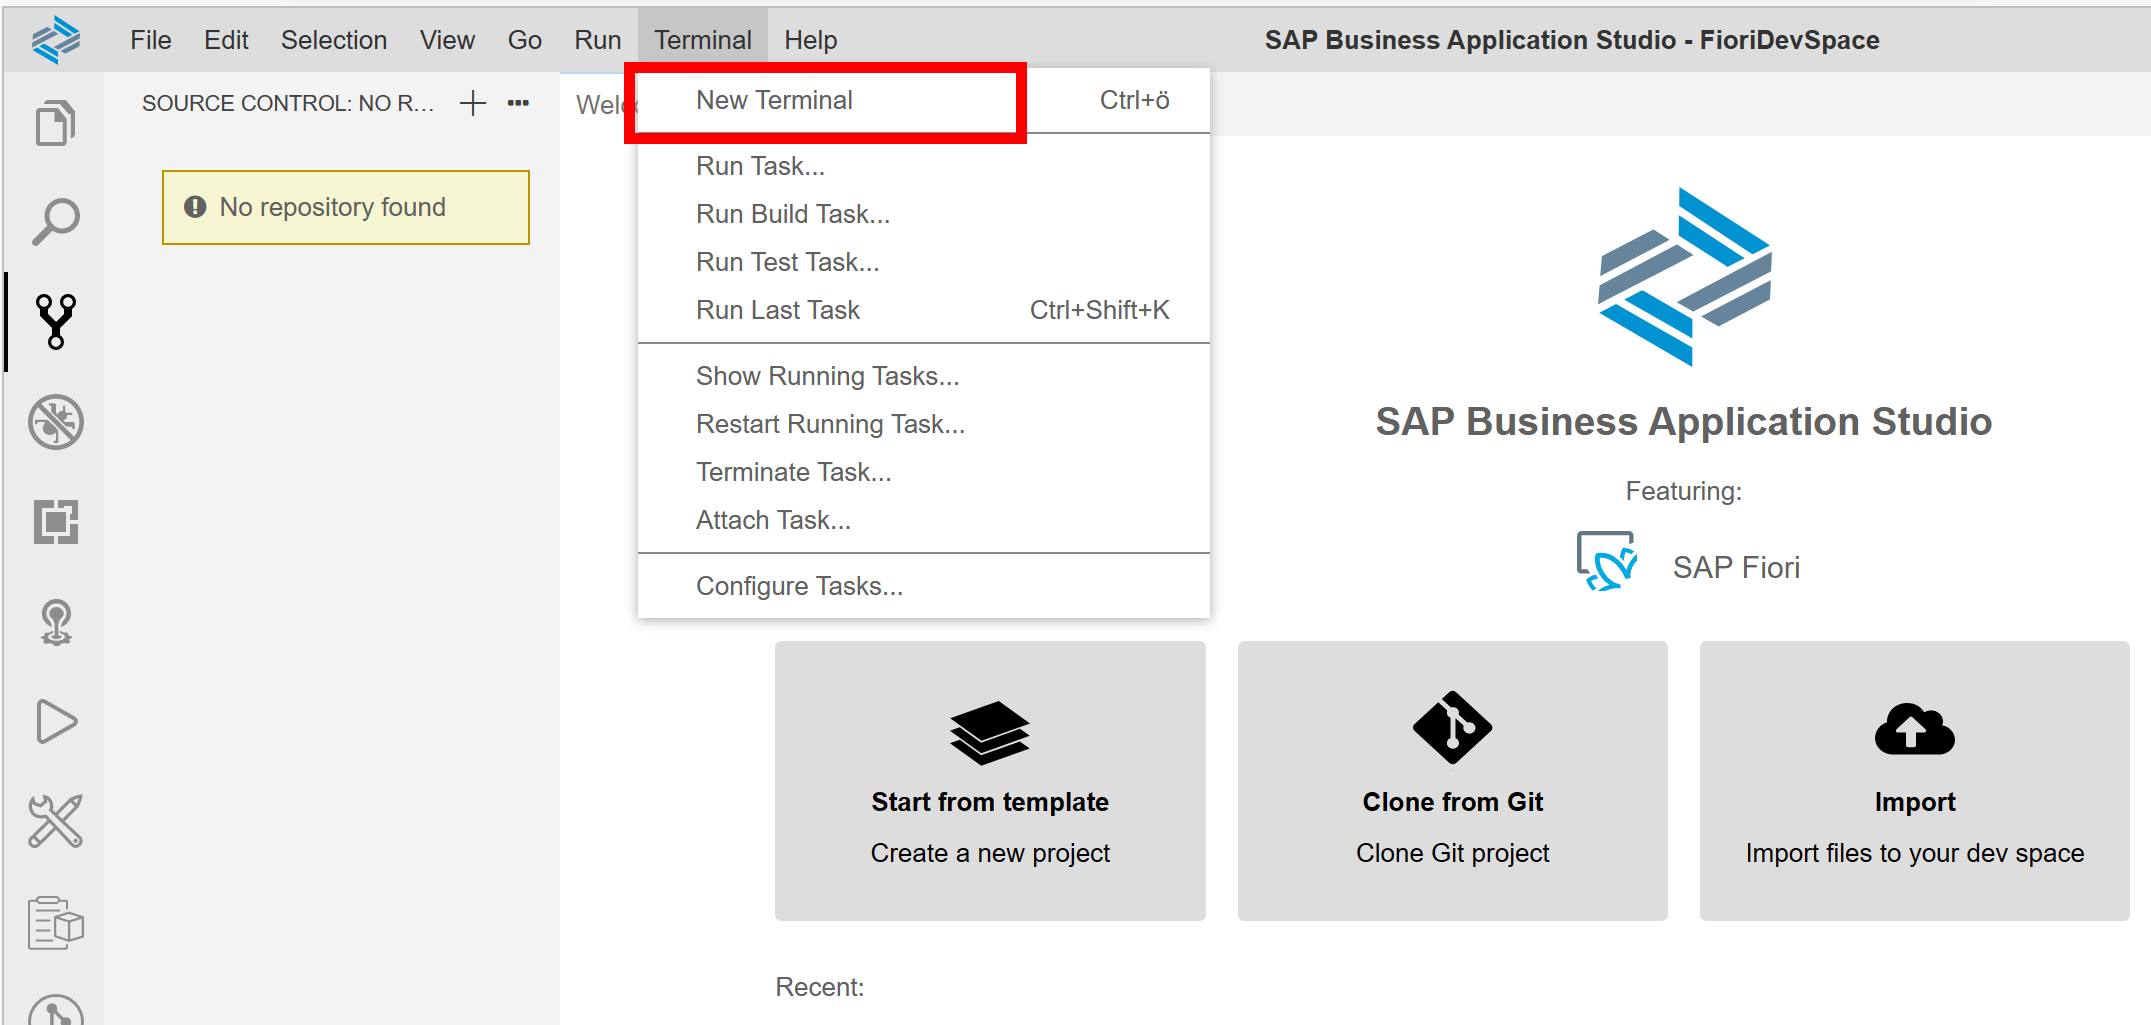 File Edit Selection View Go Run Terminal Help SAP Business Application Studio - FioriDevSpace
SOURCE CONTROL: NO R...
No repository found
New Terminal Ctrl+ö
Run Task...
Run Build Task...
Run Test Task...
Run Last Task Ctrl+Shift+K
Show Running Tasks...
Restart Running Task...
Terminate Task...
Attach Task...
Configure Tasks...
SAP Business Application Studio
Featuring:
SAP Fiori
Start from template
Create a new project
Clone from Git
Clone Git project
Import
Import files to your dev space
Recent: